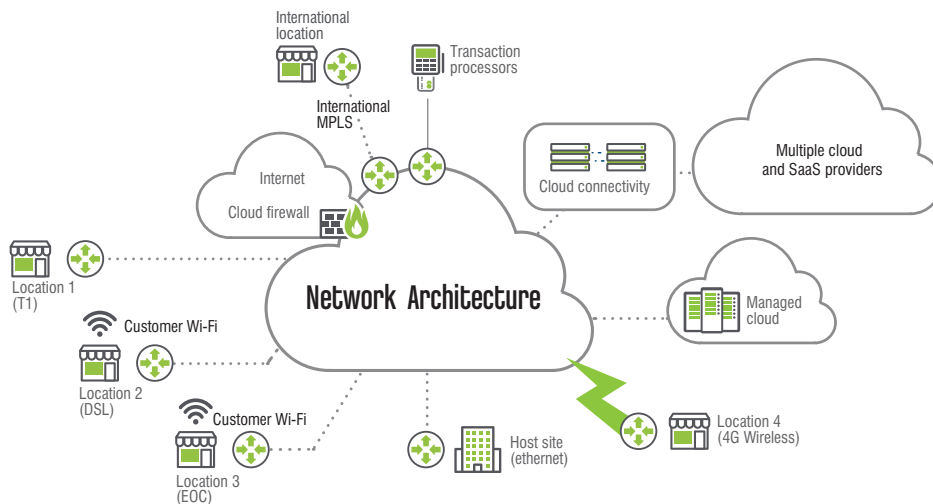 International
location
Transaction
processors
International
MPLS
Internet
Cloud firewall
Cloud connectivity
Multiple cloud
and SaaS providers
Location 1
(T1)
Network Architecture
Managed
cloud
Customer Wi-Fi
Location 2
(DSL)
Customer Wi-Fi
Location 3
(EOC)
Host site
(ethernet)
Location 4
(4G Wireless)